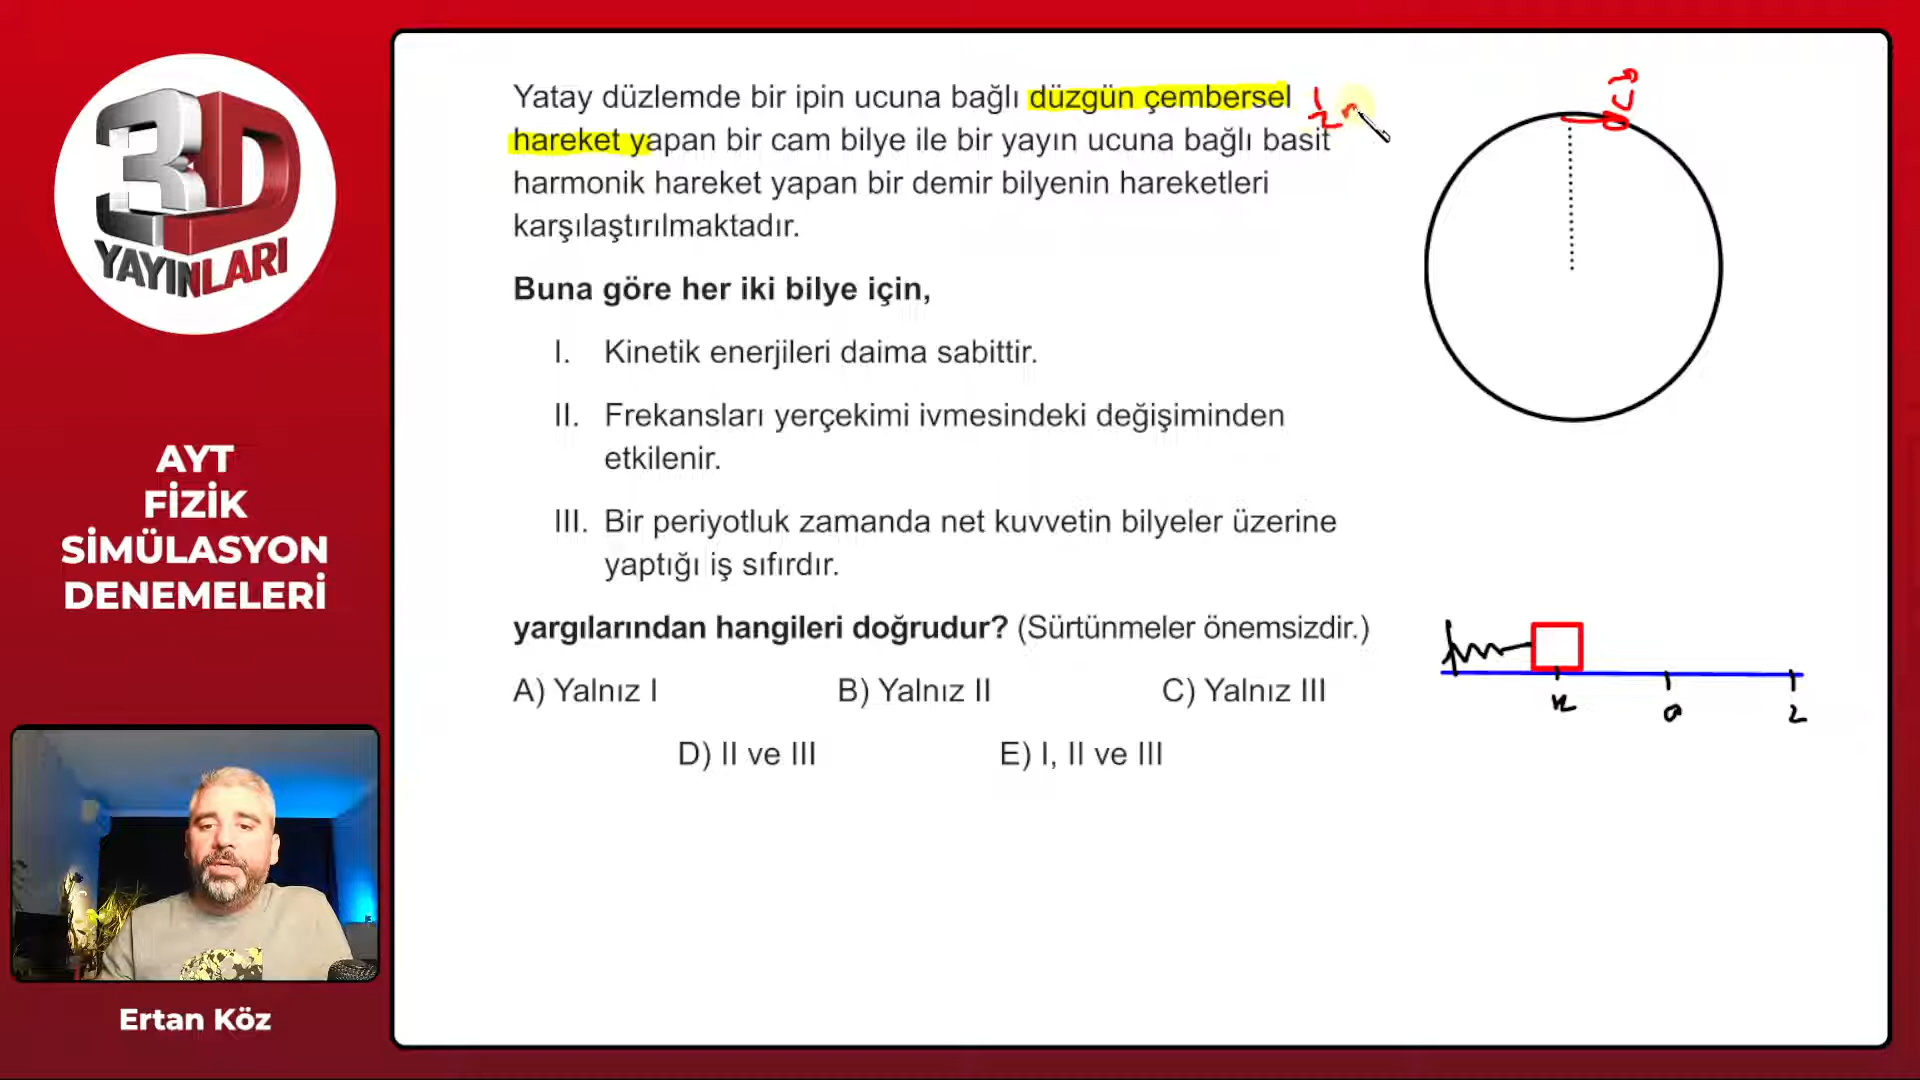 3D
YAYINLARI
AYT
FİZİK
SİMÜLASYON
DENEMELERİ
Ertan Köz
Yatay düzlemde bir ipin ucuna bağlı düzgün çembersel
hareket yapan bir cam bilye ile bir yayın ucuna bağlı basit
harmonik hareket yapan bir demir bilyenin hareketleri
karşılaştırılmaktadır.
Buna göre her iki bilye için,
I. Kinetik enerjileri daima sabittir.
II. Frekansları yerçekimi ivmesindeki değişiminden
etkilenir.
III. Bir periyotluk zamanda net kuvvetin bilyeler üzerine
yaptığı iş sıfırdır.
yargılarından hangileri doğrudur? (Sürtünmeler önemsizdir.)
A) Yalnız I B) Yalnız II C) Yalnız III
D) II ve III E) I, II ve III
1/2